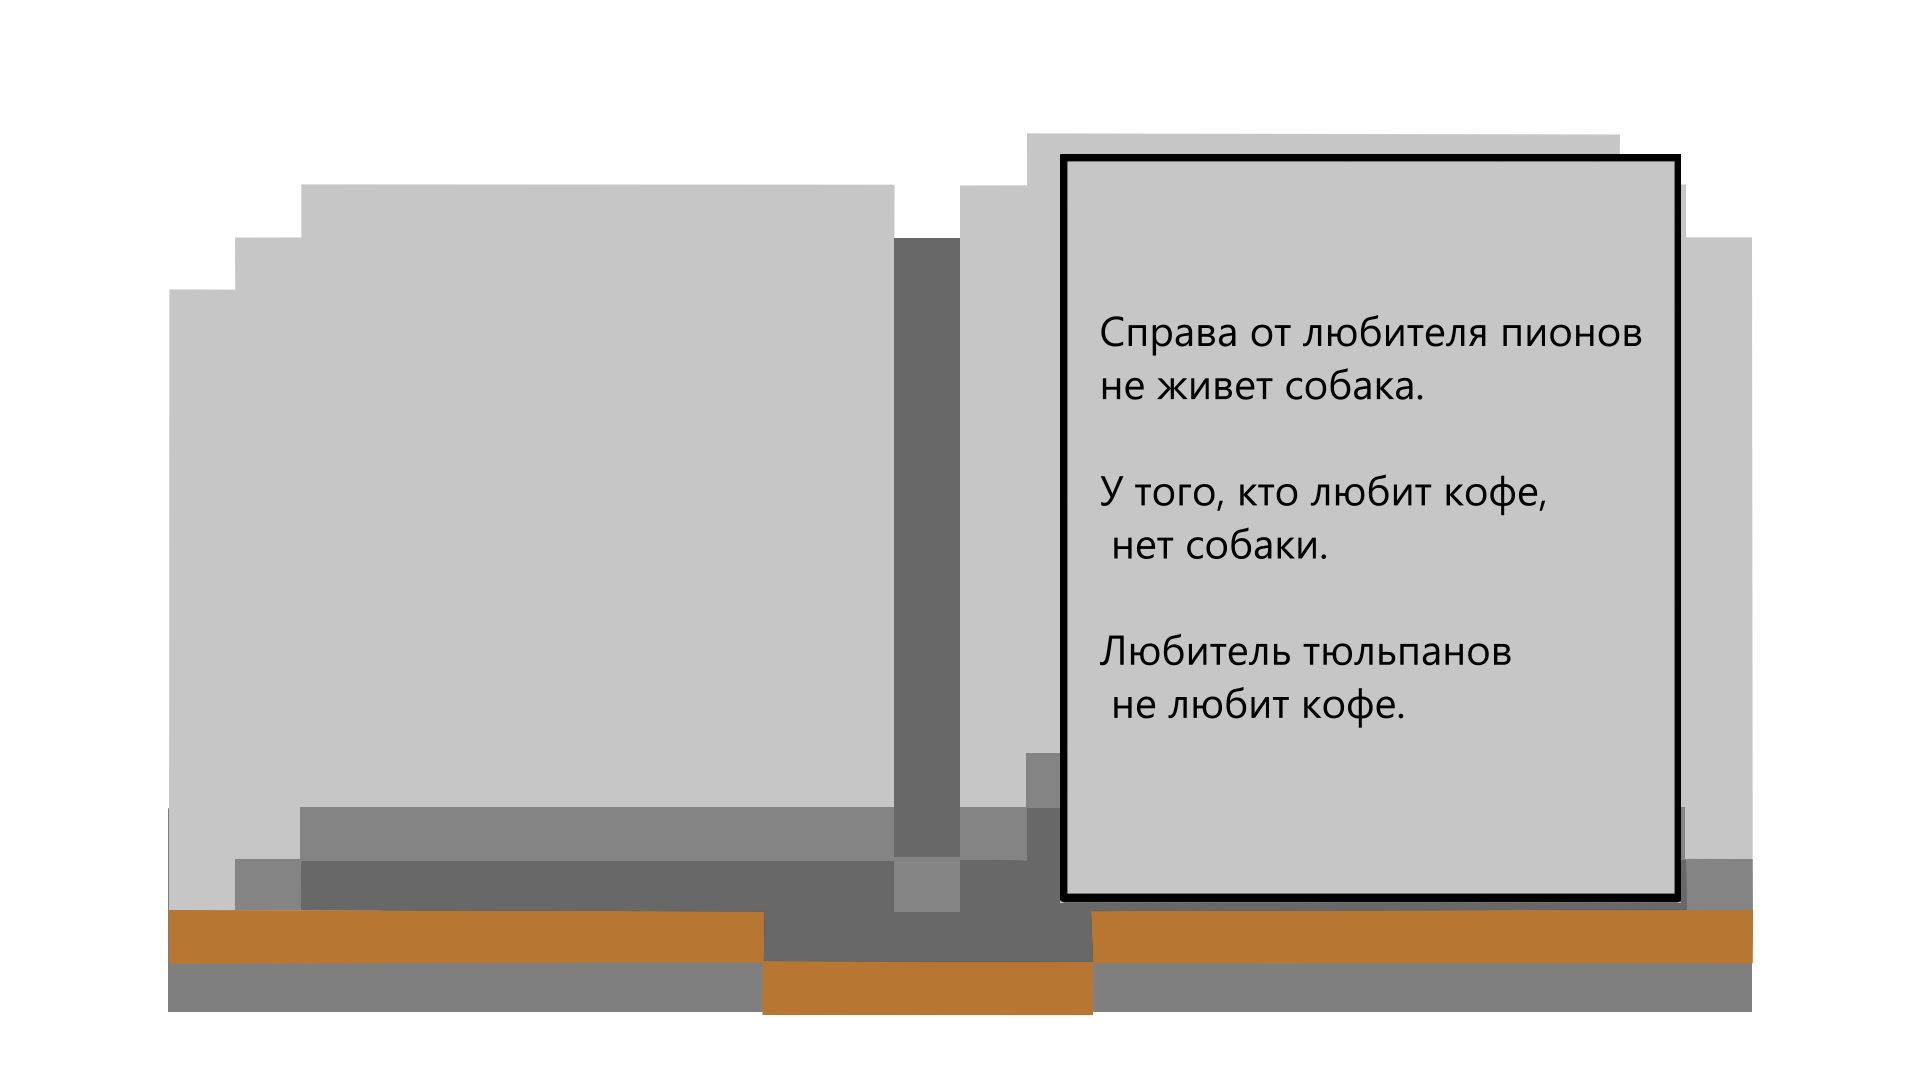 Справа от любителя пионов
не живет собака.
У того, кто любит кофе,
нет собаки.
Любитель тюльпанов
не любит кофе.